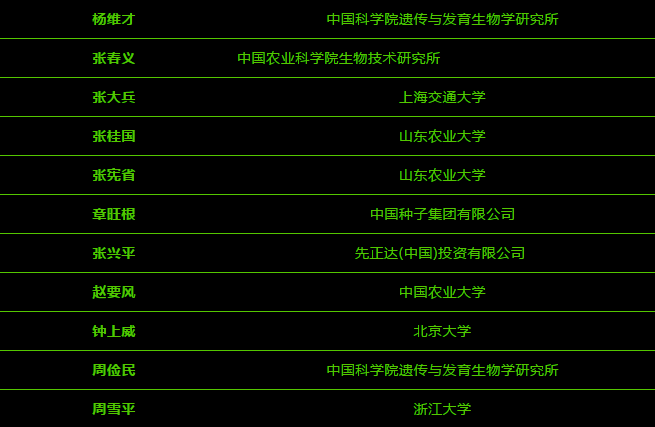 杨维才 中国科学院遗传与发育生物学研究所
张春义 中国农业科学院生物技术研究所
张大兵 上海交通大学
张桂国 山东农业大学
张宪省 山东农业大学
章旺根 中国种子集团有限公司
张兴平 先正达(中国)投资有限公司
赵要风 中国农业大学
钟上威 北京大学
周俭民 中国科学院遗传与发育生物学研究所
周雪平 浙江大学